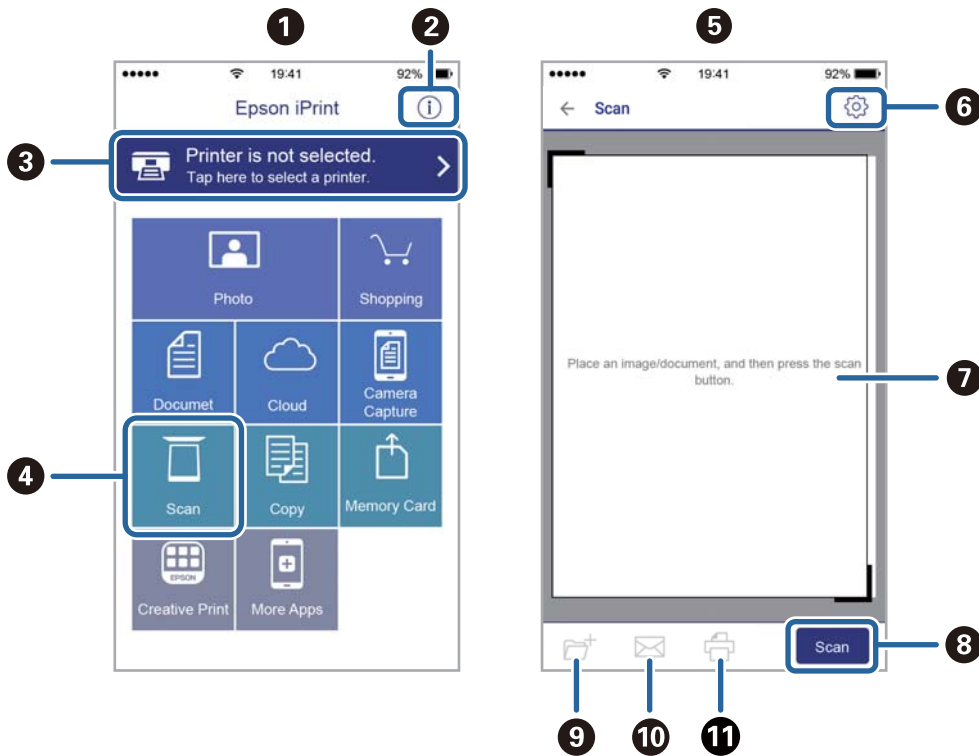 1
2
5
19:41
92%
Epson iPrint
i
3
Printer is not selected.
Tap here to select a printer.
Photo
Shopping
Documet
Cloud
Camera
Capture
4
Scan
Copy
Memory Card
EPSON
Creative Print
More Apps
19:41
92%
Scan
6
Place an image/document, and then press the scan
button.
7
Scan
8
9
10
11